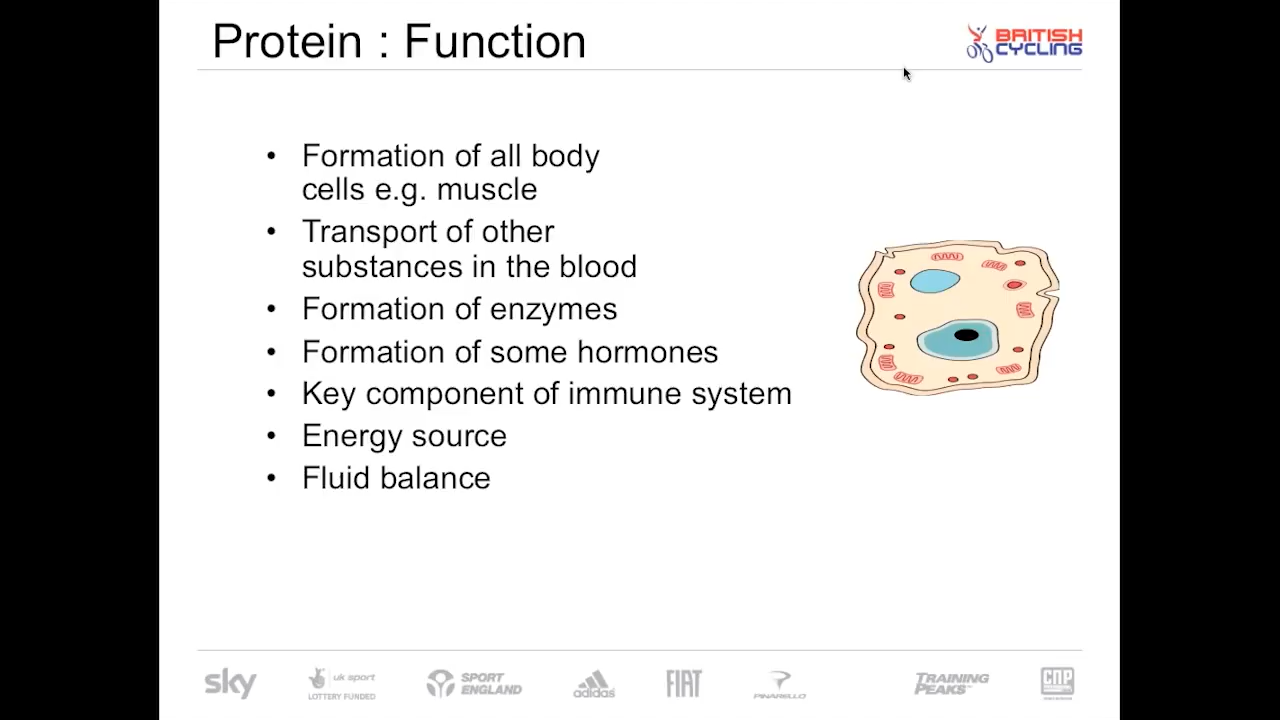 Protein : Function
BRITISH
CYCLING
• Formation of all body
cells e.g. muscle
• Transport of other
substances in the blood
• Formation of enzymes
• Formation of some hormones
• Key component of immune system
• Energy source
• Fluid balance
sky
uk sport
LOTTERY FUNDED
SPORT
ENGLAND
adidas
FIAT
PINARELLO
TRAINING
PEAKS
CNP